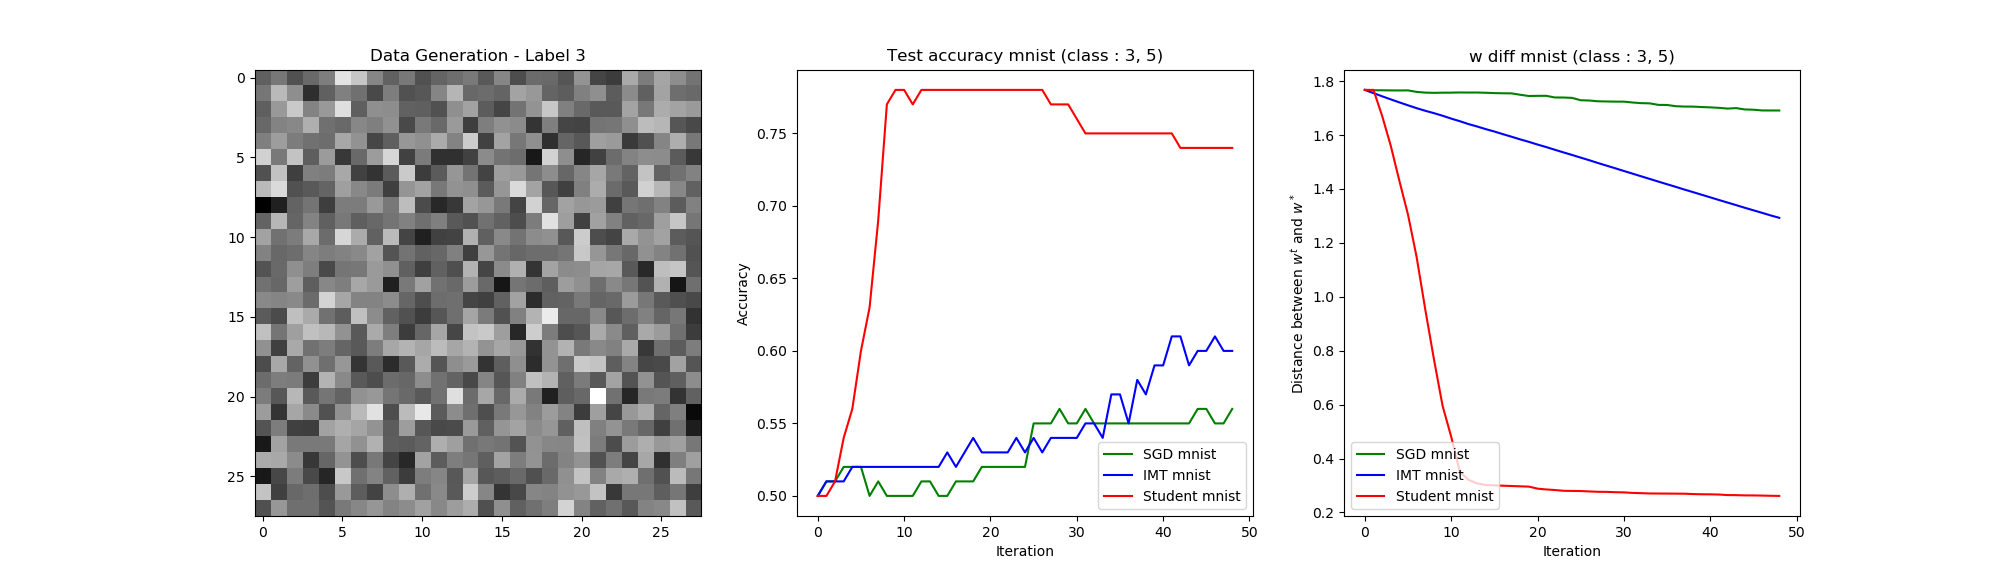 Data Generation - Label 3
0
5
10
15
20
25
0 5 10 15 20 25
Test accuracy mnist (class : 3, 5)
Accuracy
0.75
0.70
0.65
0.60
0.55
0.50
0 10 20 30 40 50
Iteration
SGD mnist
IMT mnist
Student mnist
w diff mnist (class : 3, 5)
Distance between w^t and w^*
1.8
1.6
1.4
1.2
1.0
0.8
0.6
0.4
0.2
0 10 20 30 40 50
Iteration
SGD mnist
IMT mnist
Student mnist